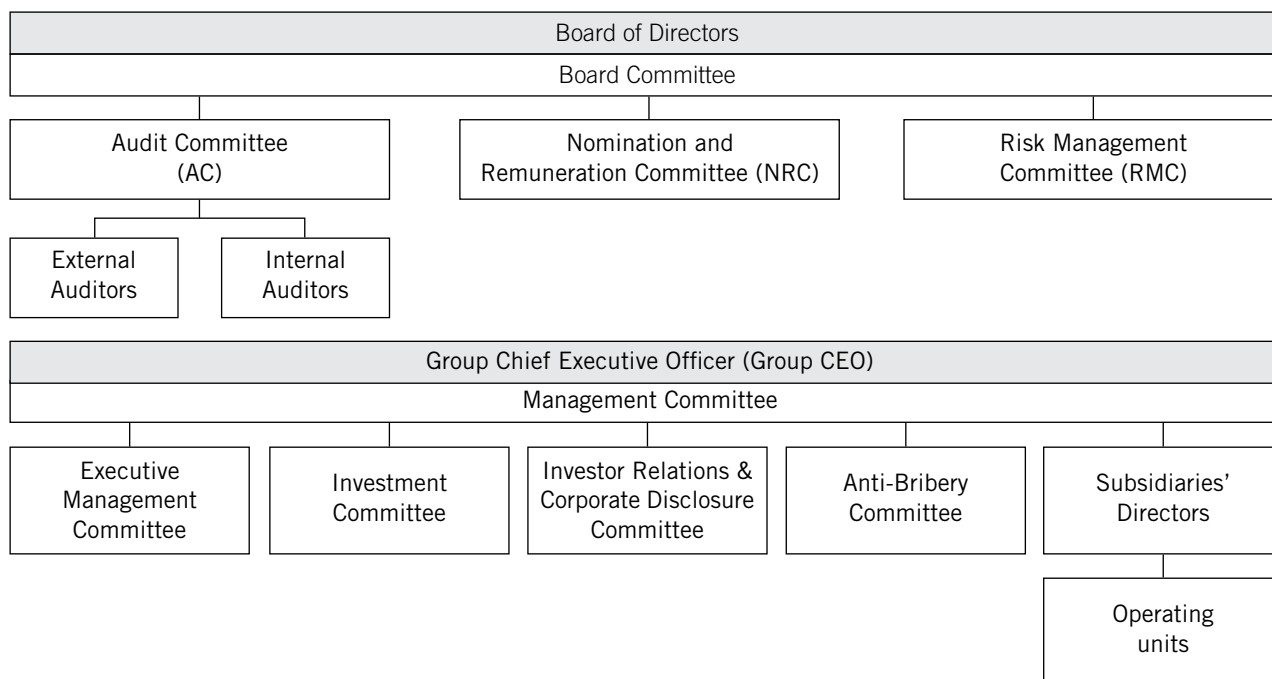 Board of Directors
Board Committee
Audit Committee
(AC)
Nomination and
Remuneration Committee (NRC)
Risk Management
Committee (RMC)
External
Auditors
Internal
Auditors
Group Chief Executive Officer (Group CEO)
Management Committee
Executive
Management
Committee
Investment
Committee
Investor Relations &
Corporate Disclosure
Committee
Anti-Bribery
Committee
Subsidiaries’
Directors
Operating
units